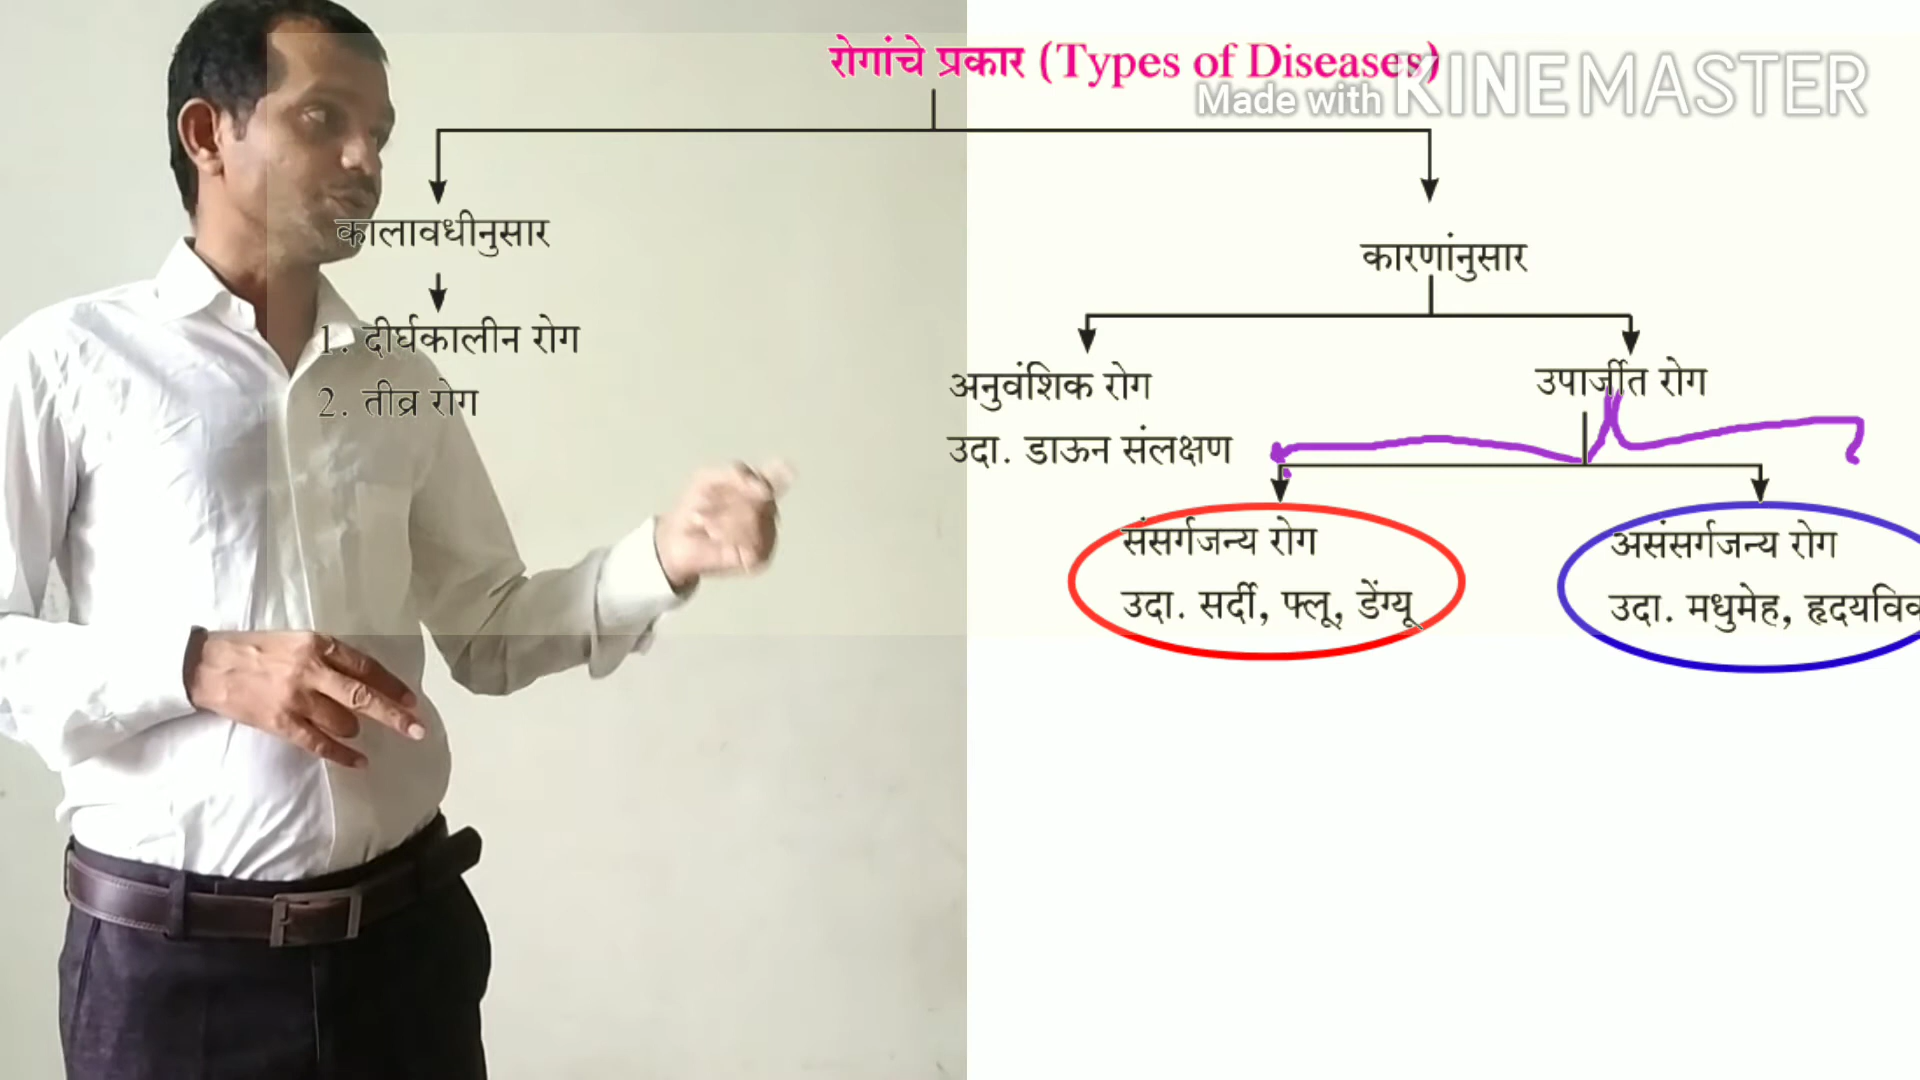 रोगांचे प्रकार (Types of Diseases)
Made with KINEMASTER
कालावधीनुसार
1. दीर्घकालीन रोग
2. तीव्र रोग
कारणांनुसार
अनुवंशिक रोग
उदा. डाऊन संलक्षण
उपार्जीत रोग
संसर्गजन्य रोग
उदा. सर्दी, फ्लू, डेंग्यू
असंसर्गजन्य रोग
उदा. मधुमेह,